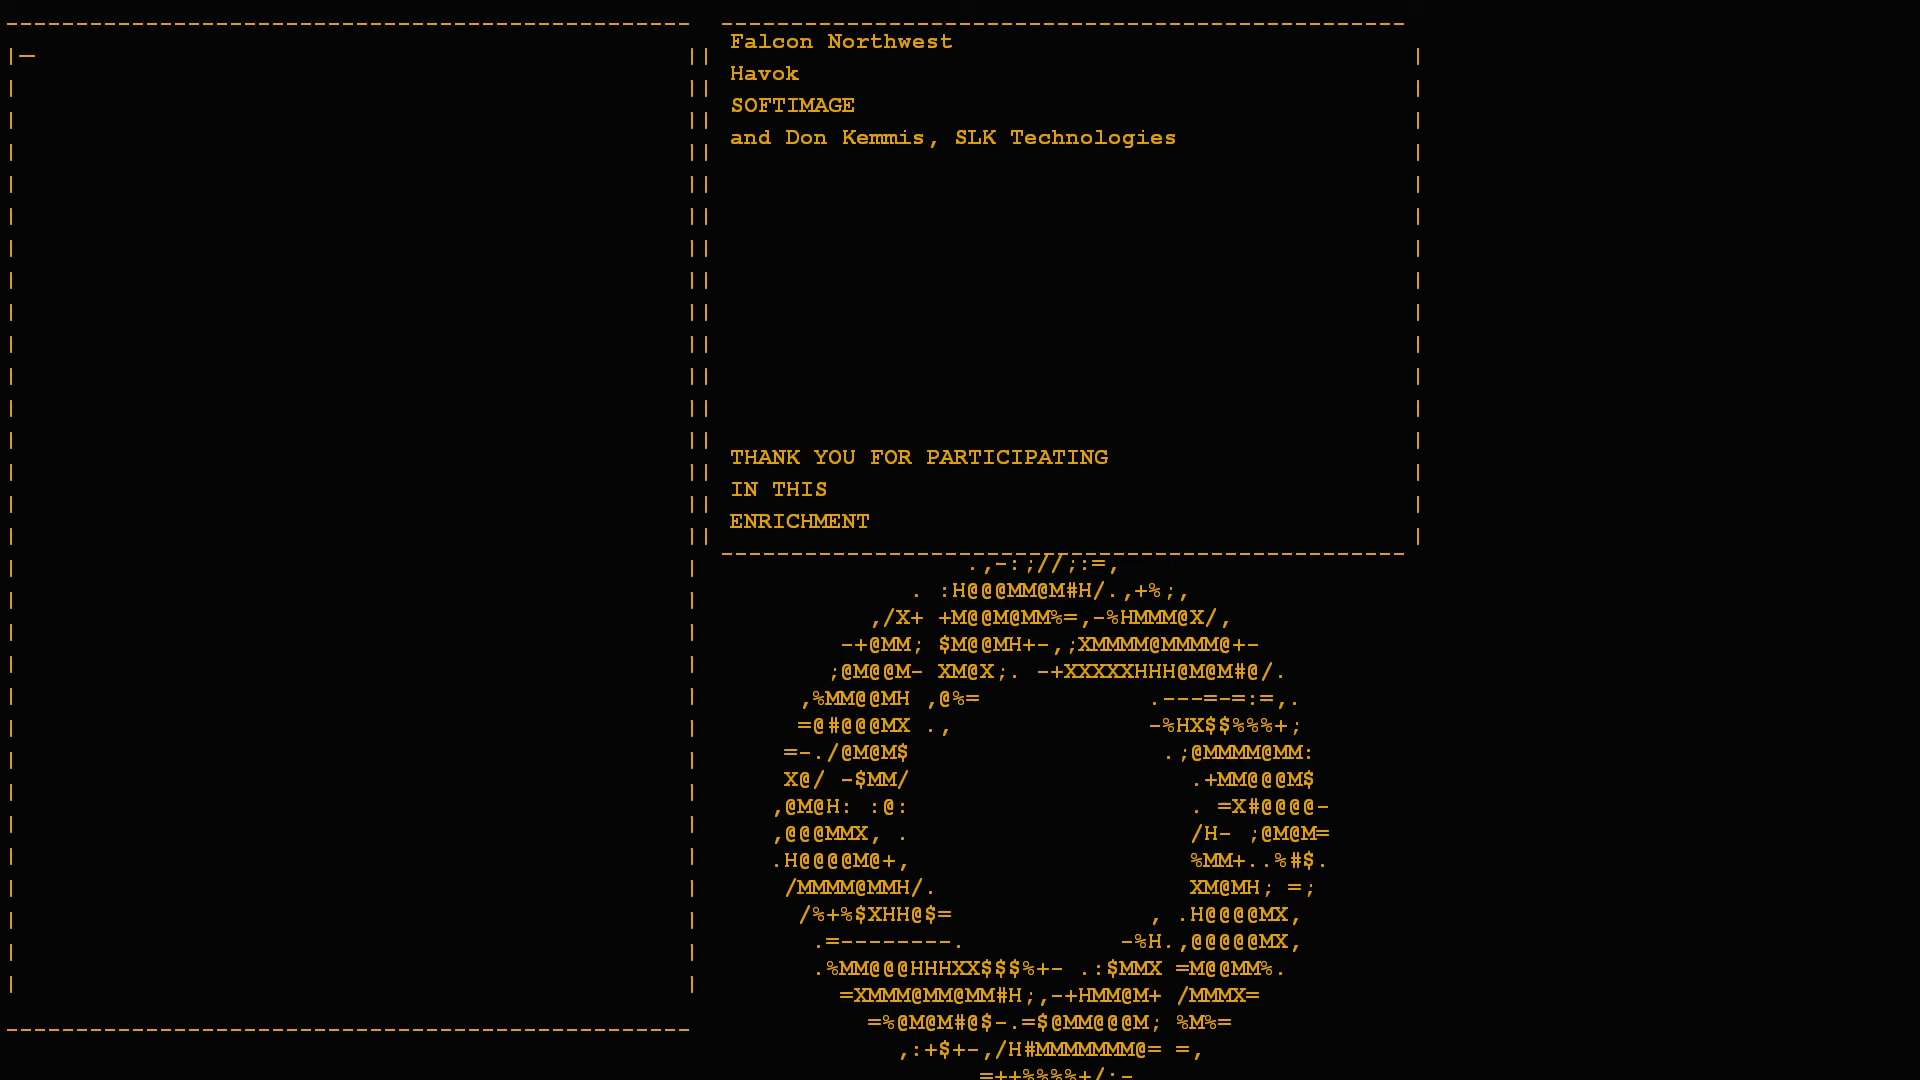 Falcon Northwest
Havok
SOFTIMAGE
and Don Kemmis, SLK Technologies
THANK YOU FOR PARTICIPATING
IN THIS
ENRICHMENT